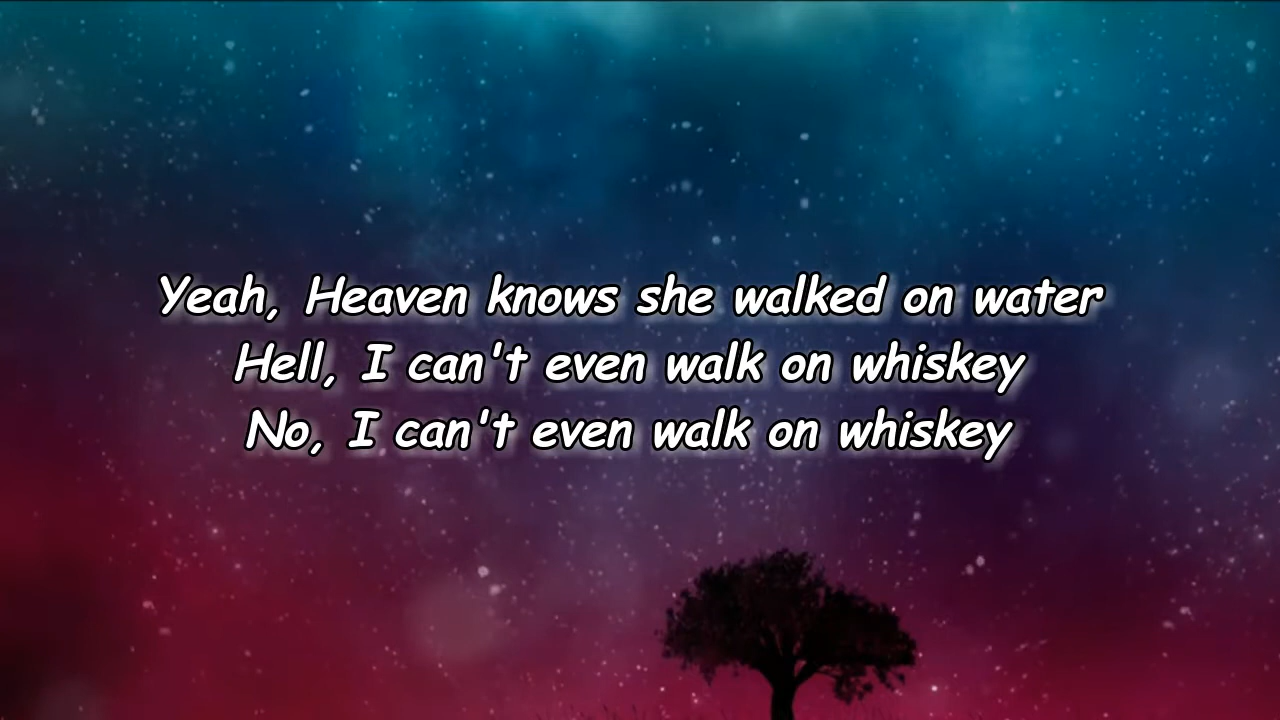 Yeah, Heaven knows she walked on water
Hell, I can't even walk on whiskey
No, I can't even walk on whiskey